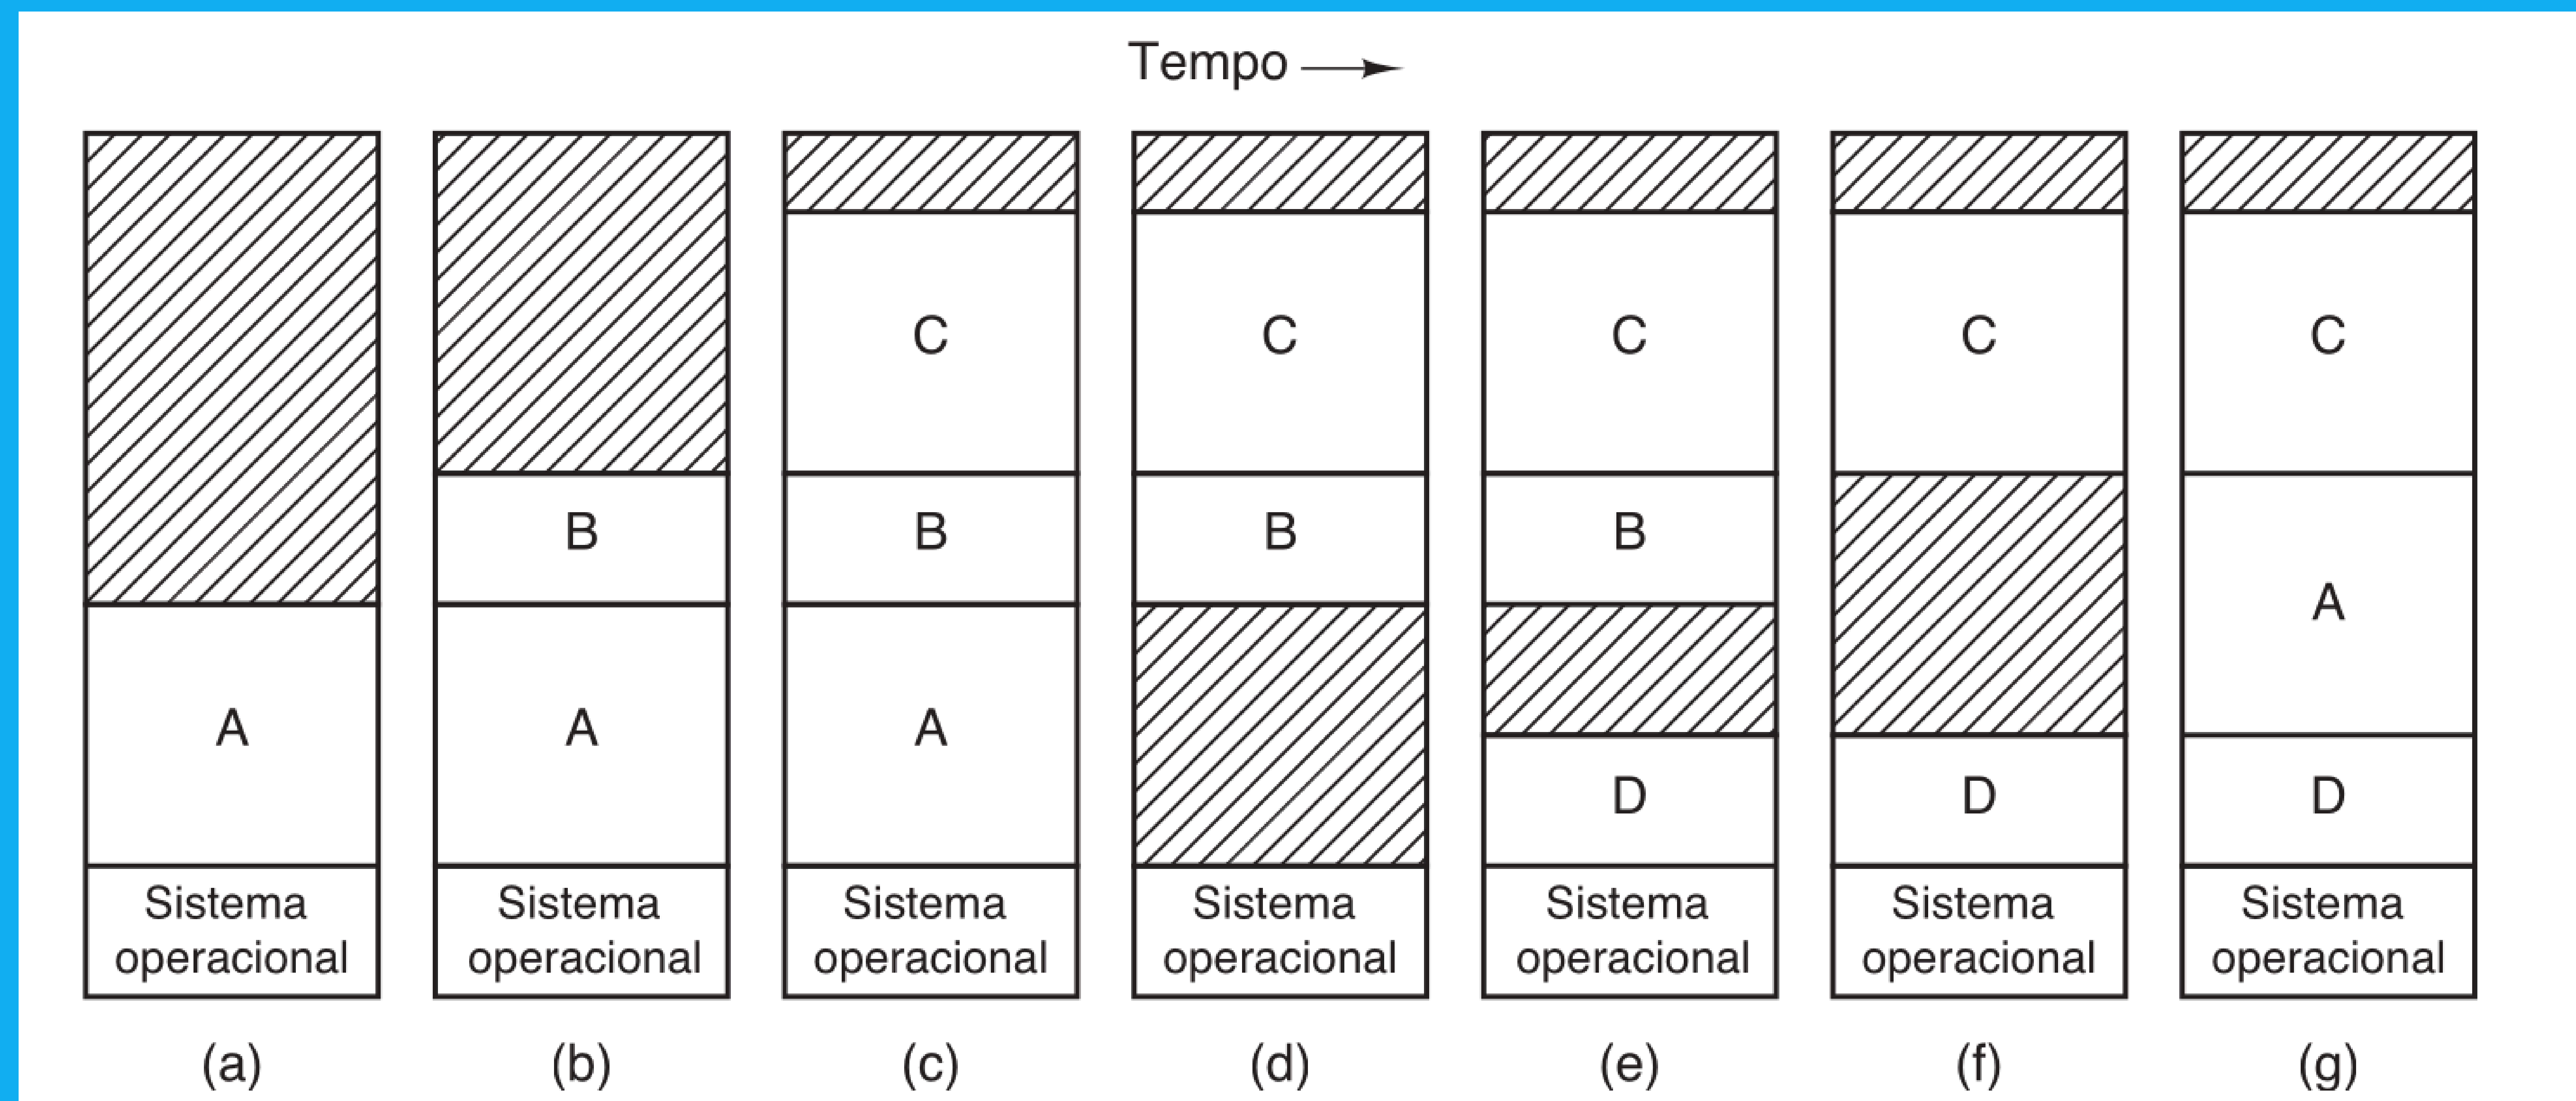 Tempo
A
Sistema
operacional
(a)
B
A
Sistema
operacional
(b)
C
B
A
Sistema
operacional
(c)
C
B
Sistema
operacional
(d)
C
B
D
Sistema
operacional
(e)
C
D
Sistema
operacional
(f)
C
A
D
Sistema
operacional
(g)